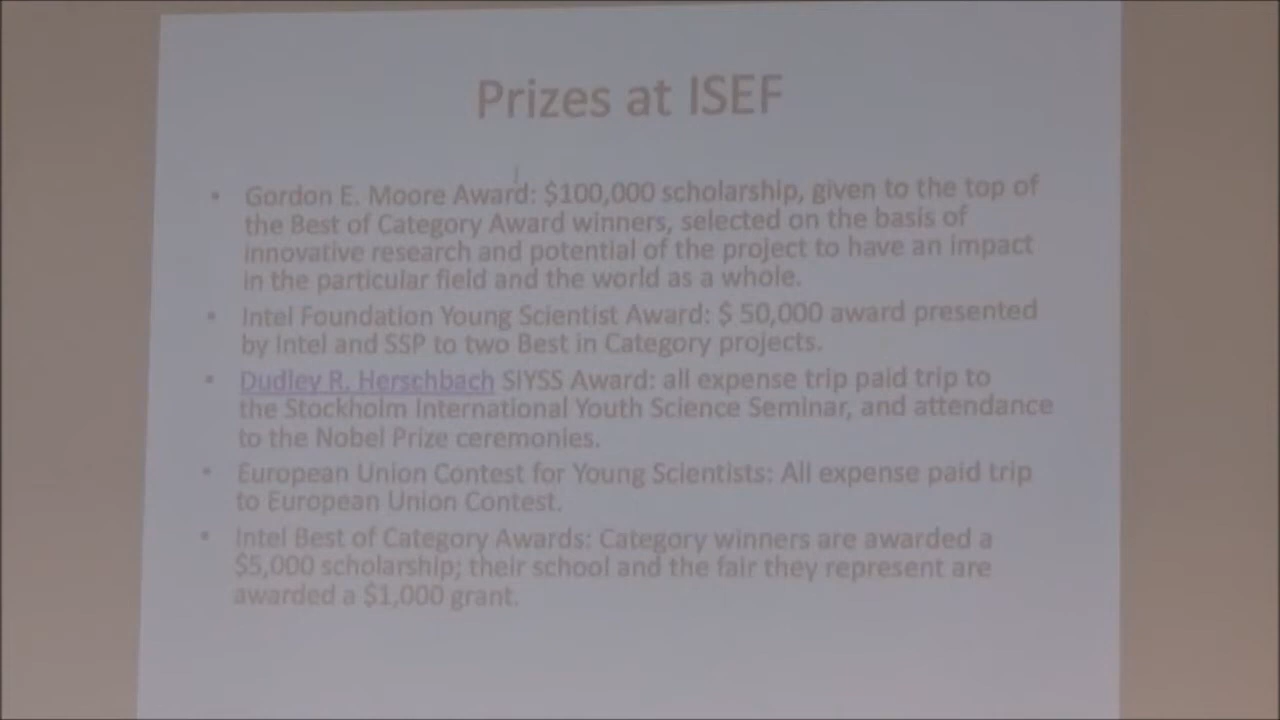 Prizes at ISEF
• Gordon E. Moore Award: $100,000 scholarship, given to the top of
the Best of Category Award winners, selected on the basis of
innovative research and potential of the project to have an impact
in the particular field and the world as a whole.
• Intel Foundation Young Scientist Award: $ 50,000 award presented
by Intel and SSP to two Best in Category projects.
• Dudley R. Herschbach SIYSS Award: all expense trip paid trip to
the Stockholm International Youth Science Seminar, and attendance
to the Nobel Prize ceremonies.
• European Union Contest for Young Scientists: All expense paid trip
to European Union Contest.
• Intel Best of Category Awards: Category winners are awarded a
$5,000 scholarship; their school and the fair they represent are
awarded a $1,000 grant.